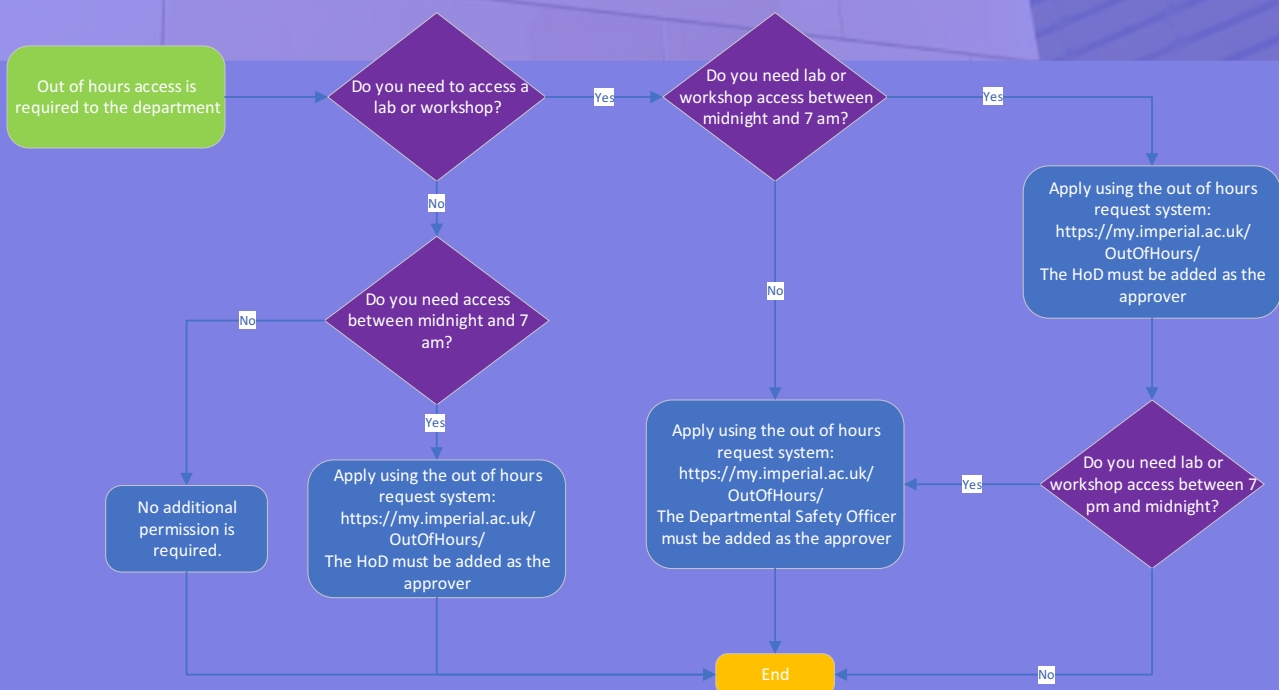 Out of hours access is
required to the department
Do you need to access a
lab or workshop?
Yes
Do you need lab or
workshop access between
midnight and 7 am?
Yes
Apply using the out of hours
request system:
https://my.imperial.ac.uk/
OutOfHours/
The HoD must be added as the
approver
No
Do you need access
between midnight and 7
am?
No
No
Yes
No additional
permission is
required.
Apply using the out of hours
request system:
https://my.imperial.ac.uk/
OutOfHours/
The HoD must be added as the
approver
Apply using the out of hours
request system:
https://my.imperial.ac.uk/
OutOfHours/
The Departmental Safety Officer
must be added as the approver
Yes
Do you need lab or
workshop access between 7
pm and midnight?
End
No